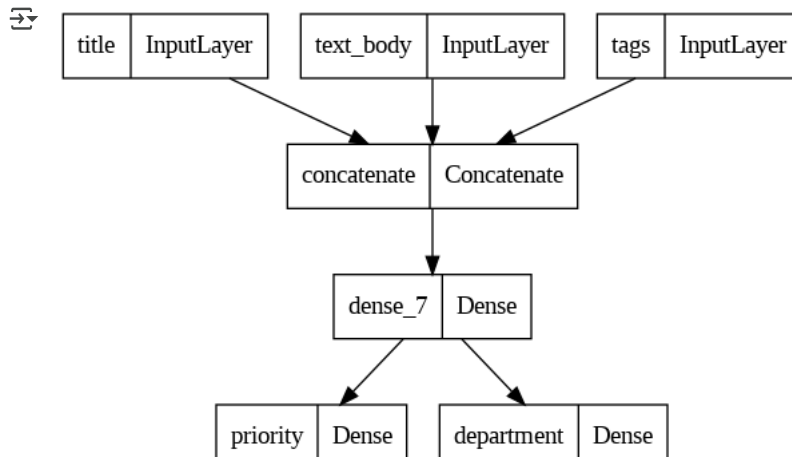 title InputLayer text_body InputLayer tags InputLayer
concatenate Concatenate
dense_7 Dense
priority Dense department Dense